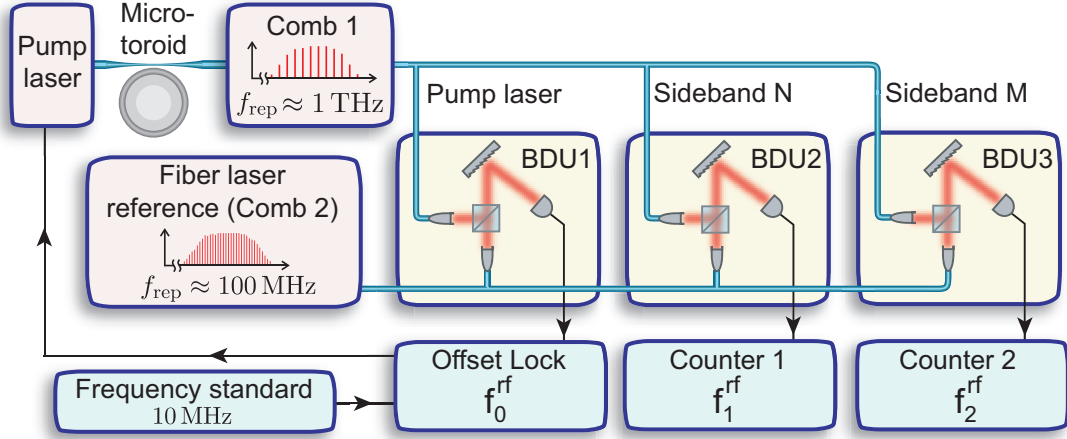 Pump
laser
Micro-
toroid
Comb 1
f_rep ≈ 1 THz
Pump laser
Sideband N
Sideband M
BDU1
BDU2
BDU3
Fiber laser
reference (Comb 2)
f_rep ≈ 100 MHz
Offset Lock
f_0^rf
Counter 1
f_1^rf
Counter 2
f_2^rf
Frequency standard
10 MHz